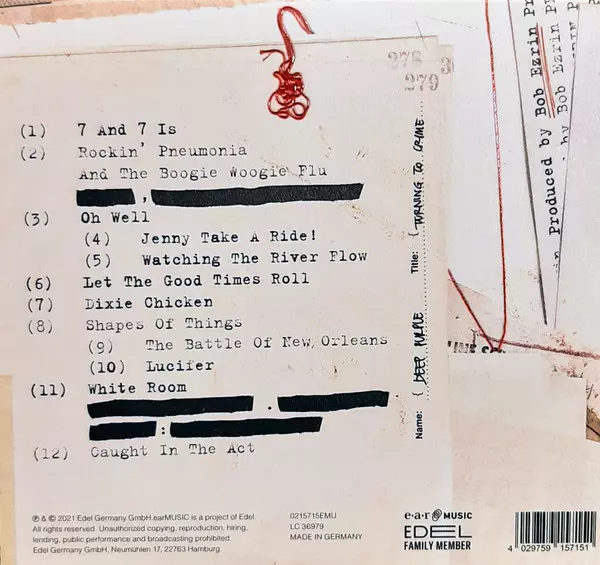 (1) 7 And 7 Is
(2) Rockin' Pneumonia
And The Boogie Woogie Flu
,
(3) Oh Well
(4) Jenny Take A Ride!
(5) Watching The River Flow
(6) Let The Good Times Roll
(7) Dixie Chicken
(8) Shapes Of Things
(9) The Battle Of New Orleans
(10) Lucifer
(11) White Room
.
:
(12) Caught In The Act
278
279 3
Name: (DEEP PURPLE Title: (TURNING TO CRIME
Produced by Bob Ezrin Pr
by Bob Ezrin P
℗ & © 2021 Edel Germany GmbH.earMUSIC is a project of Edel.
All rights reserved. Unauthorized copying, reproduction, hiring,
lending, public performance and broadcasting prohibited.
Edel Germany GmbH, Neumühlen 17, 22763 Hamburg.
0215715EMU
LC 36979
MADE IN GERMANY
e·a·r MUSIC
EDEL
FAMILY MEMBER
4 029759 157151